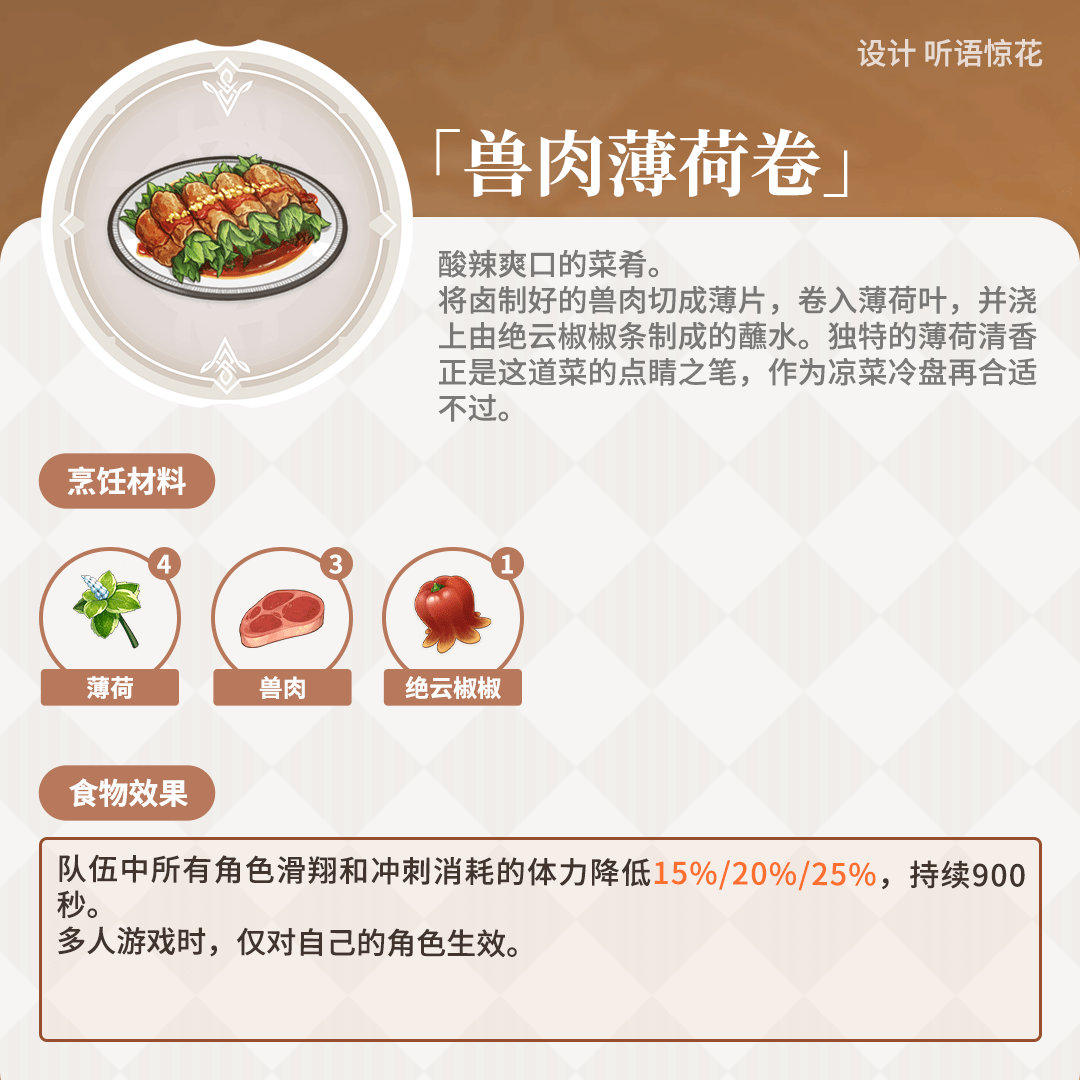 设计 听语惊花
「兽肉薄荷卷」
酸辣爽口的菜肴。
将卤制好的兽肉切成薄片，卷入薄荷叶，并浇
上由绝云椒椒条制成的蘸水。独特的薄荷清香
正是这道菜的点睛之笔，作为凉菜冷盘再合适
不过。
烹饪材料
4
3
1
薄荷
兽肉
绝云椒椒
食物效果
队伍中所有角色滑翔和冲刺消耗的体力降低15%/20%/25%，持续900
秒。
多人游戏时，仅对自己的角色生效。